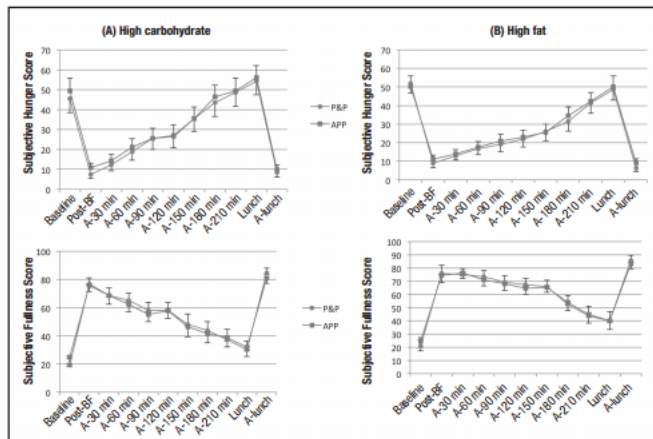 (A) High carbohydrate
Subjective Hunger Score
70
60
50
40
30
20
10
0
P&P
APP
Baseline
Post-BF
A-30 min
A-60 min
A-90 min
A-120 min
A-150 min
A-180 min
A-210 min
Lunch
A-lunch
(B) High fat
Subjective Hunger Score
70
60
50
40
30
20
10
0
P&P
APP
Baseline
Post-BF
A-30 min
A-60 min
A-90 min
A-120 min
A-150 min
A-180 min
A-210 min
Lunch
A-lunch
Subjective Fullness Score
100
80
60
40
20
0
P&P
APP
Baseline
Post-BF
A-30 min
A-60 min
A-90 min
A-120 min
A-150 min
A-180 min
A-210 min
Lunch
A-lunch
Subjective Fullness Score
100
90
80
70
60
50
40
30
20
10
0
P&P
APP
Baseline
Post-BF
A-30 min
A-60 min
A-90 min
A-120 min
A-150 min
A-180 min
A-210 min
Lunch
A-lunch